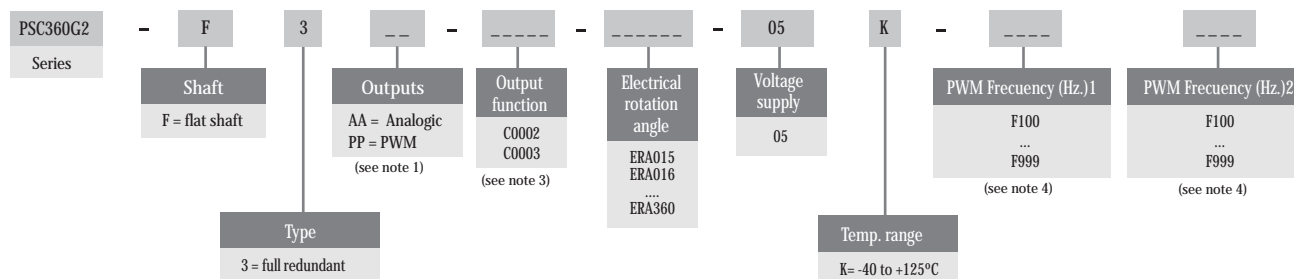 PSC360G2 - F 3 _ _ - _ _ _ _ _ - _ _ _ _ _ _ - 05 K - _ _ _ _ _ _ _ _
Series
Shaft
F = flat shaft
Type
3 = full redundant
Outputs
AA = Analogic
PP = PWM
(see note 1)
Output
function
C0002
C0003
(see note 3)
Electrical
rotation
angle
ERA015
ERA016
....
ERA360
Voltage
supply
05
Temp. range
K= -40 to +125ºC
PWM Frecuency (Hz.)1
F100
...
F999
(see note 4)
PWM Frecuency (Hz.)2
F100
...
F999
(see note 4)